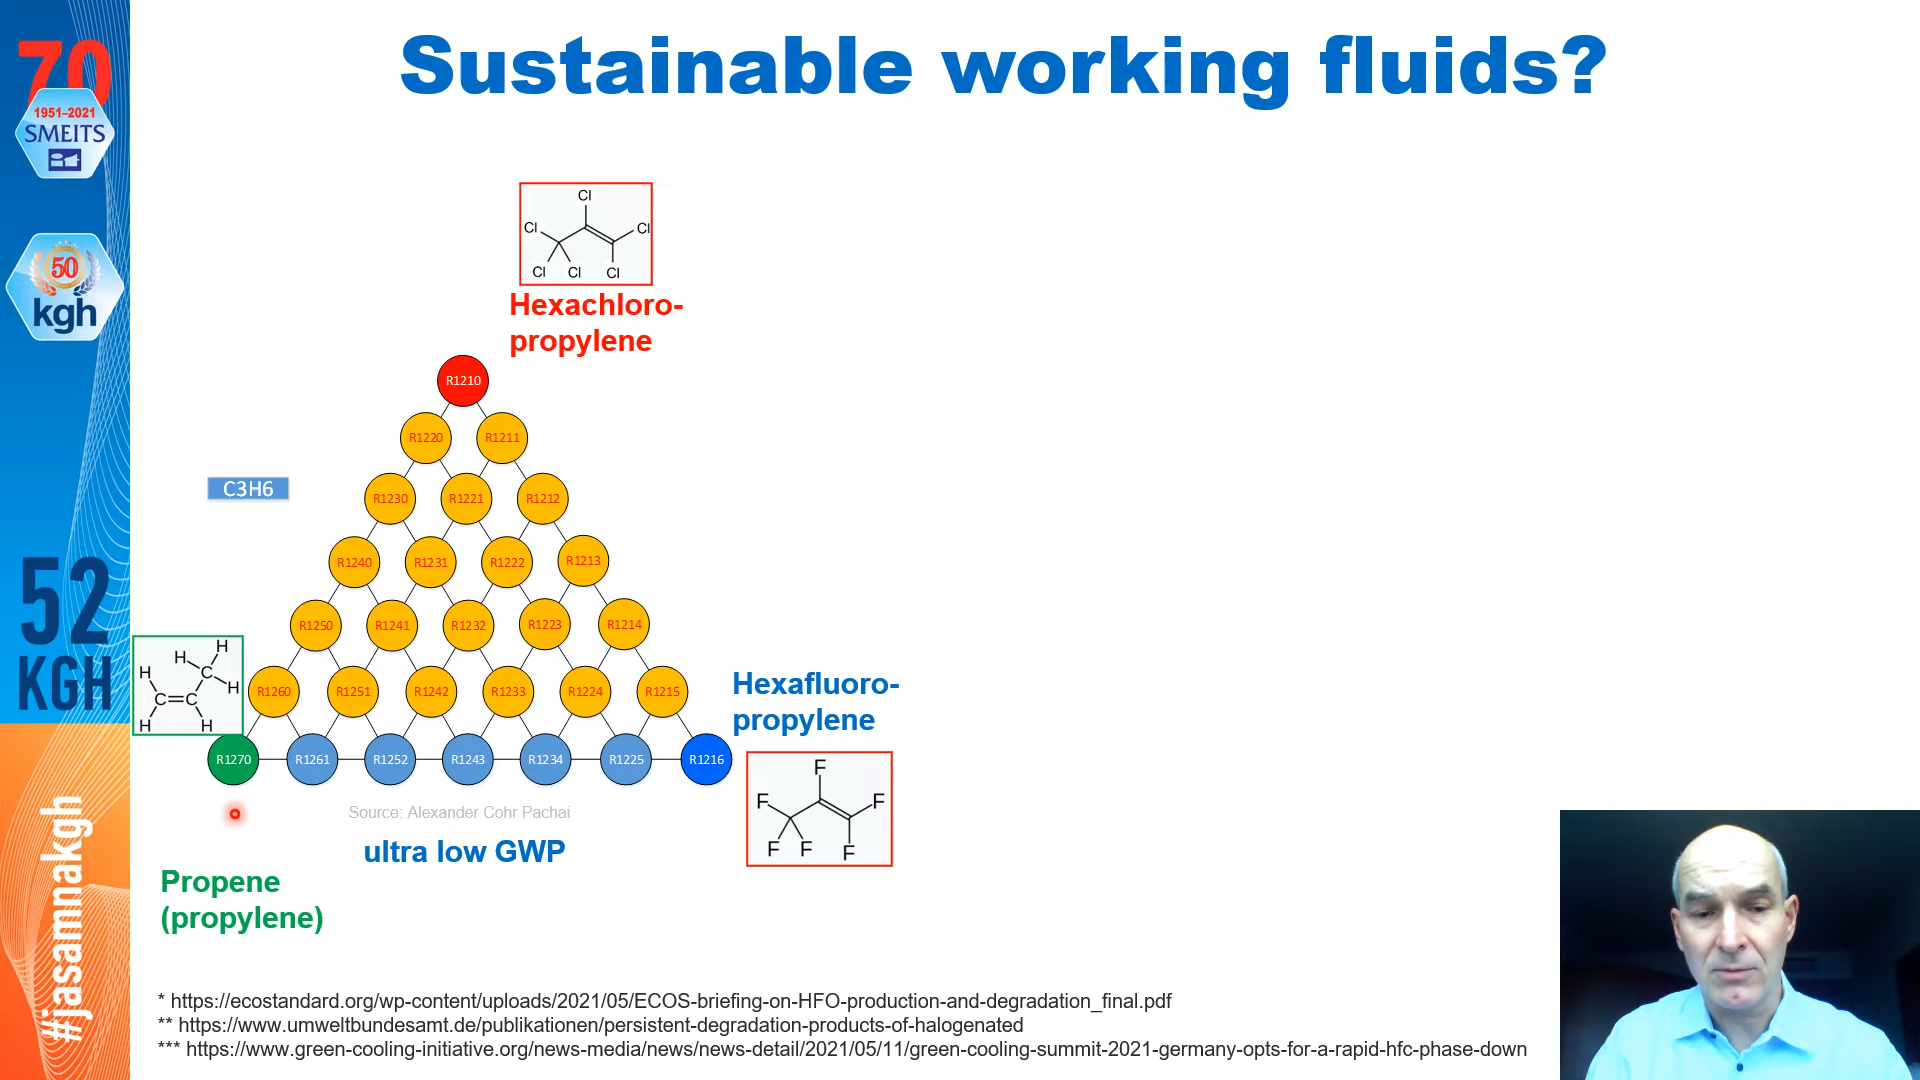 Sustainable working fluids?
70
1951-2021
SMEITS
50
kgh
52
KGH
#jasamnakgh
Cl
Cl Cl
Cl Cl Cl
Hexachloro-
propylene
R1210
R1220 R1211
C3H6
R1230 R1221 R1212
R1240 R1231 R1222 R1213
R1250 R1241 R1232 R1223 R1214
H
H
H H
C
C=C
H H
R1260 R1251 R1242 R1233 R1224 R1215
Hexafluoro-
propylene
R1270 R1261 R1252 R1243 R1234 R1225 R1216
F
F F
F F F
Source: Alexander Cohr Pachai
ultra low GWP
Propene
(propylene)
* https://ecostandard.org/wp-content/uploads/2021/05/ECOS-briefing-on-HFO-production-and-degradation_final.pdf
** https://www.umweltbundesamt.de/publikationen/persistent-degradation-products-of-halogenated
*** https://www.green-cooling-initiative.org/news-media/news/news-detail/2021/05/11/green-cooling-summit-2021-germany-opts-for-a-rapid-hfc-phase-down